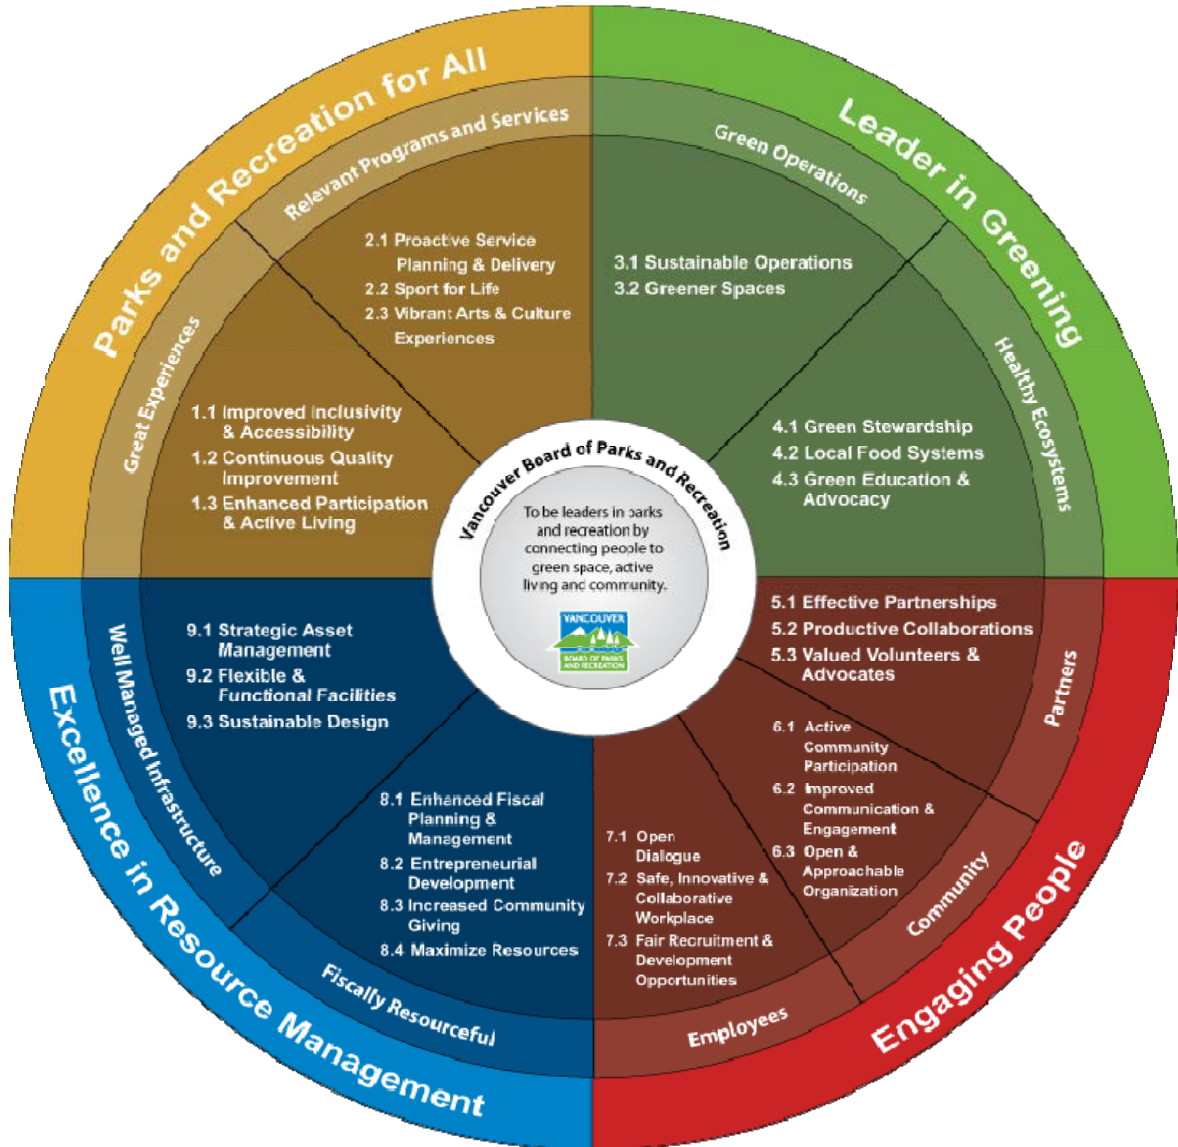 Parks and Recreation for All
Relevant Programs and Services
2.1 Proactive Service
Planning & Delivery
2.2 Sport for Life
2.3 Vibrant Arts & Culture
Experiences
Great Experiences
1.1 Improved Inclusivity
& Accessibility
1.2 Continuous Quality
Improvement
1.3 Enhanced Participation
& Active Living
Leader in Greening
Green Operations
3.1 Sustainable Operations
3.2 Greener Spaces
Healthy Ecosystems
4.1 Green Stewardship
4.2 Local Food Systems
4.3 Green Education &
Advocacy
Vancouver Board of Parks and Recreation
To be leaders in parks
and recreation by
connecting people to
green space, active
living and community.
VANCOUVER
BOARD OF PARKS
AND RECREATION
Engaging People
Partners
5.1 Effective Partnerships
5.2 Productive Collaborations
5.3 Valued Volunteers &
Advocates
Community
6.1 Active
Community
Participation
6.2 Improved
Communication &
Engagement
6.3 Open &
Approachable
Organization
Employees
7.1 Open
Dialogue
7.2 Safe, Innovative &
Collaborative
Workplace
7.3 Fair Recruitment &
Development
Opportunities
Excellence in Resource Management
Fiscally Resourceful
8.1 Enhanced Fiscal
Planning &
Management
8.2 Entrepreneurial
Development
8.3 Increased Community
Giving
8.4 Maximize Resources
Well Managed Infrastructure
9.1 Strategic Asset
Management
9.2 Flexible &
Functional Facilities
9.3 Sustainable Design